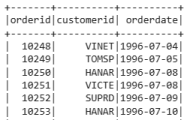 +-------+----------+----------+
|orderid|customerid| orderdate|
+-------+----------+----------+
| 10248| VINET|1996-07-04|
| 10249| TOMSP|1996-07-05|
| 10250| HANAR|1996-07-08|
| 10251| VICTE|1996-07-08|
| 10252| SUPRD|1996-07-09|
| 10253| HANAR|1996-07-10|